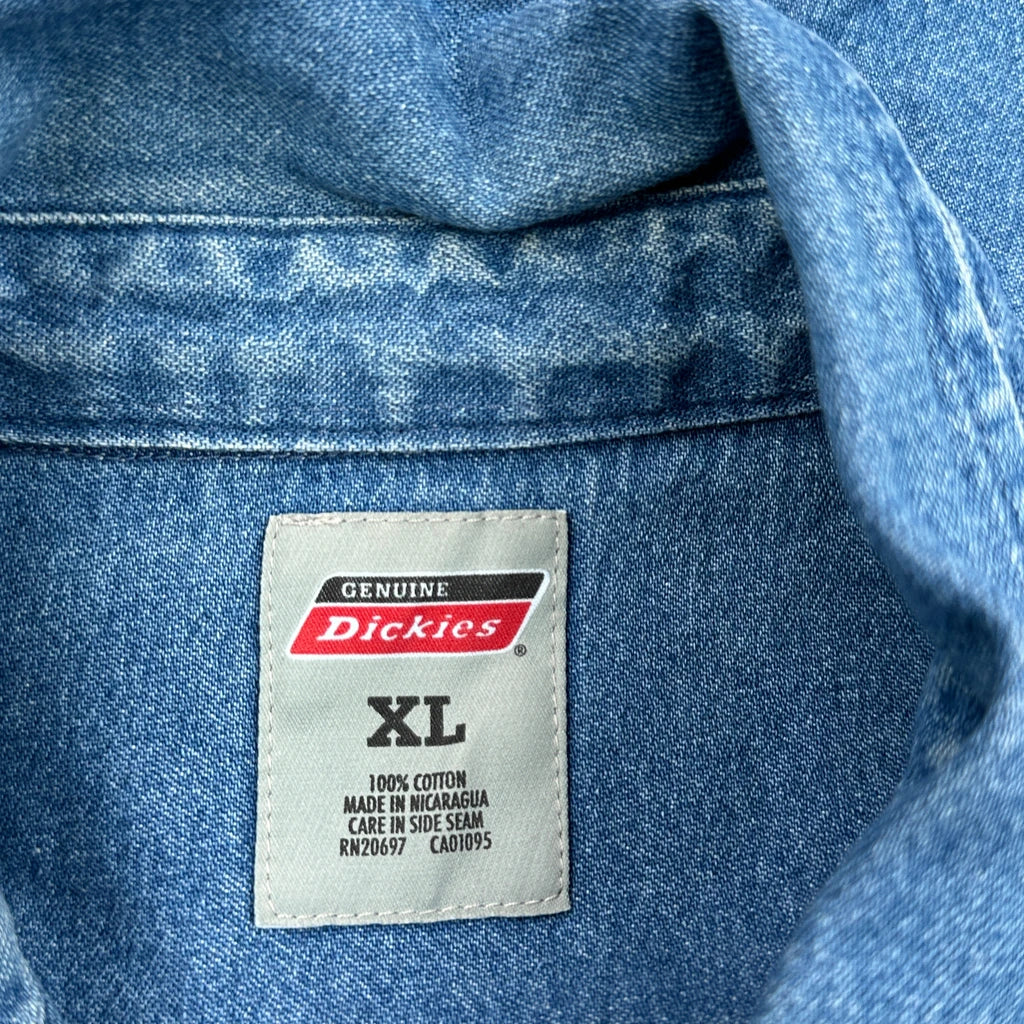 GENUINE
Dickies®
XL
100% COTTON
MADE IN NICARAGUA
CARE IN SIDE SEAM
RN20697 CA01095